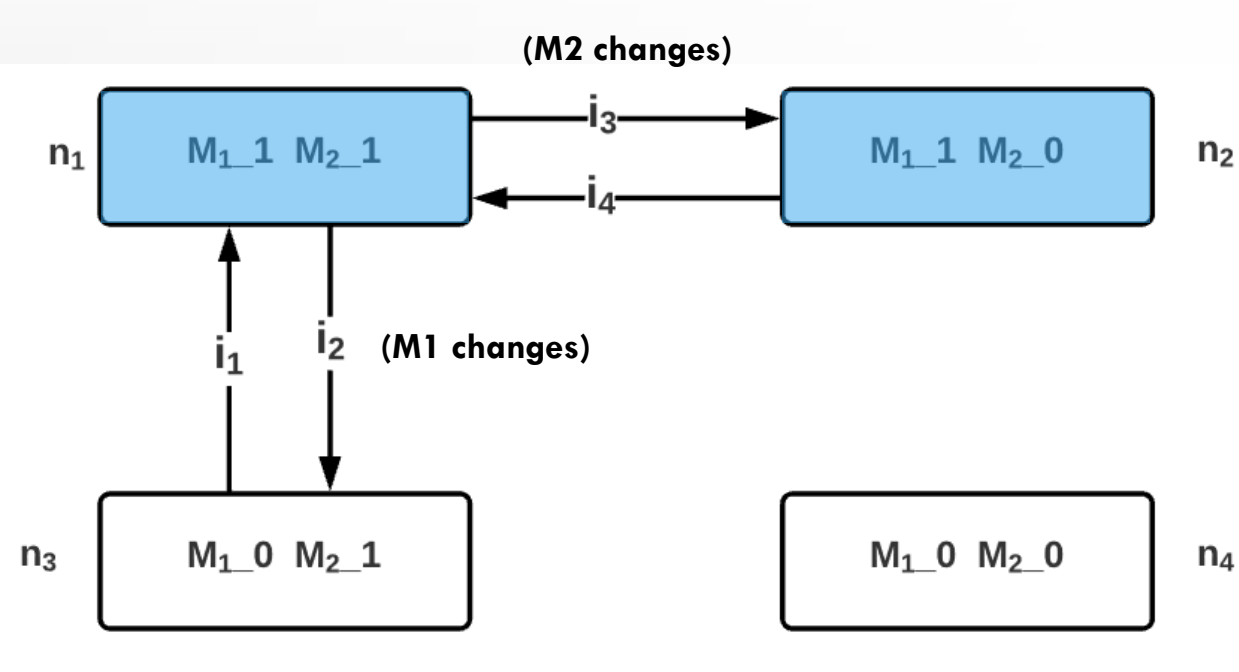 (M2 changes)
i₃
n₁ M₁_1 M₂_1 M₁_1 M₂_0 n₂
i₄
i₁ i₂ (M1 changes)
n₃ M₁_0 M₂_1 M₁_0 M₂_0 n₄